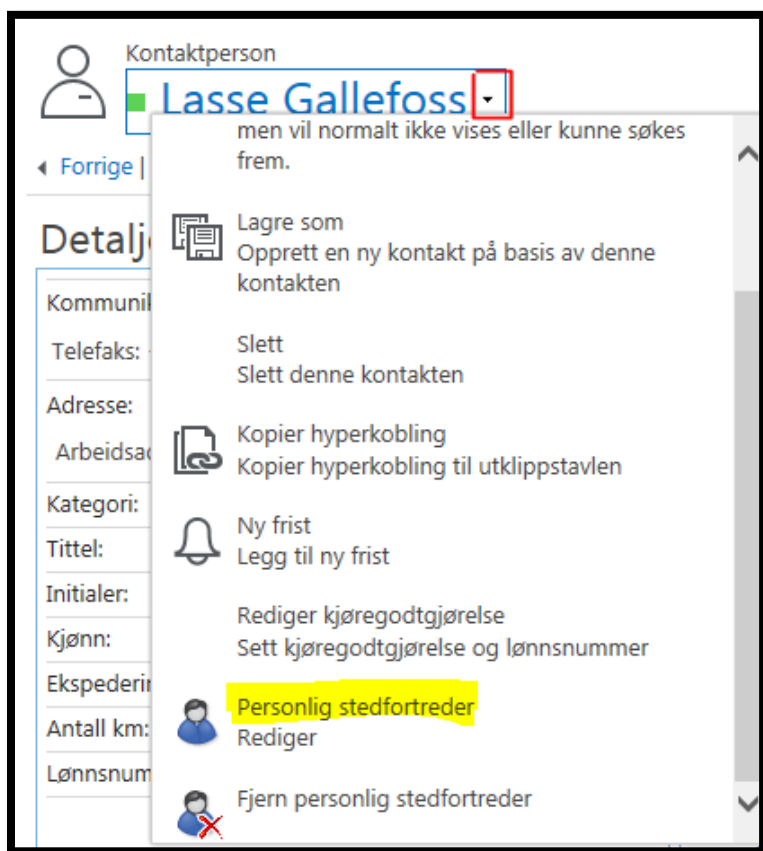 Kontaktperson
Lasse Gallefoss
Forrige |
men vil normalt ikke vises eller kunne søkes
frem.
Lagre som
Opprett en ny kontakt på basis av denne
kontakten
Slett
Slett denne kontakten
Kopier hyperkobling
Kopier hyperkobling til utklippstavlen
Ny frist
Legg til ny frist
Rediger kjøregodtgjørelse
Sett kjøregodtgjørelse og lønnsnummer
Personlig stedfortreder
Rediger
Fjern personlig stedfortreder
Detalj
Kommunik
Telefaks:
Adresse:
Arbeidsad
Kategori:
Tittel:
Initialer:
Kjønn:
Ekspederin
Antall km:
Lønnsnum